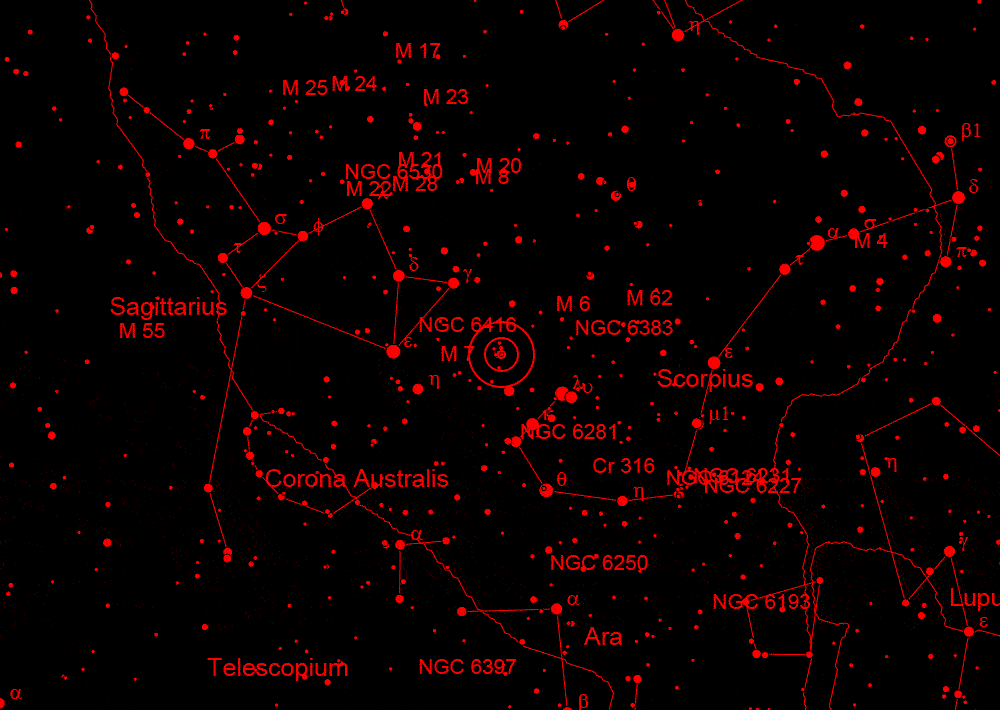 η
M 17
M 25
M 24
M 23
π
β1
M 21
M 20
NGC 6530
M 8
M 22
M 28
λ
θ
δ
σ
φ
σ
α
M 4
τ
π
τ
δ
γ
ς
Sagittarius
M 6
M 62
M 55
NGC 6416
NGC 6383
ε
M 7
ε
η
Scorpius
λ
υ
κ
μ1
NGC 6281
Cr 316
η
Corona Australis
NGC 6231
θ
η
NGC 6227
α
γ
NGC 6250
α
NGC 6193
Lupu
ε
Ara
Telescopium
NGC 6397
α
β